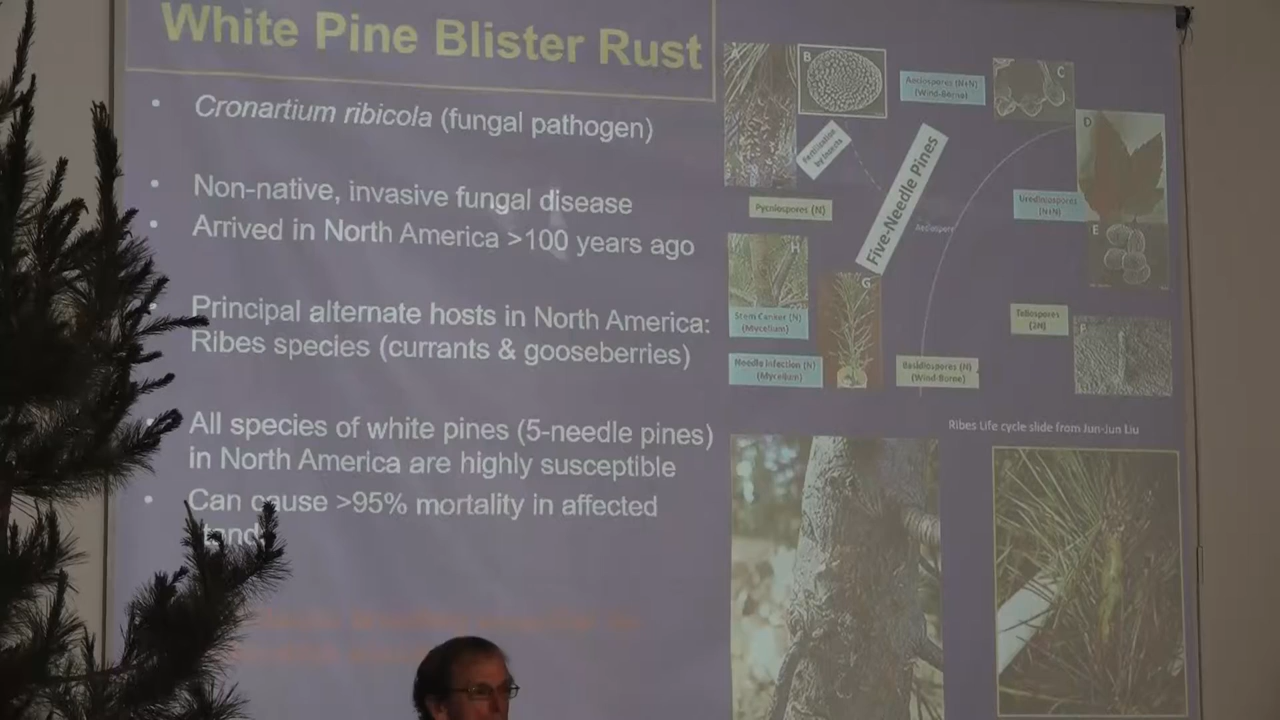 White Pine Blister Rust
• Cronartium ribicola (fungal pathogen)
• Non-native, invasive fungal disease
• Arrived in North America >100 years ago
• Principal alternate hosts in North America:
Ribes species (currants & gooseberries)
• All species of white pines (5-needle pines)
in North America are highly susceptible
• Can cause >95% mortality in affected
A
B
Aeciospores (N+N)
(Wind-Borne)
C
D
Fertilization
by Insects
Five-Needle Pines
Pycniospores (N)
Urediniospores
(N+N)
Aeciospore
E
H
G
Stem Canker (N)
(Mycelium)
Teliospores
(2N)
F
Needle Infection (N)
(Mycelium)
Basidiospores (N)
(Wind-Borne)
Ribes Life cycle slide from Jun-Jun Liu